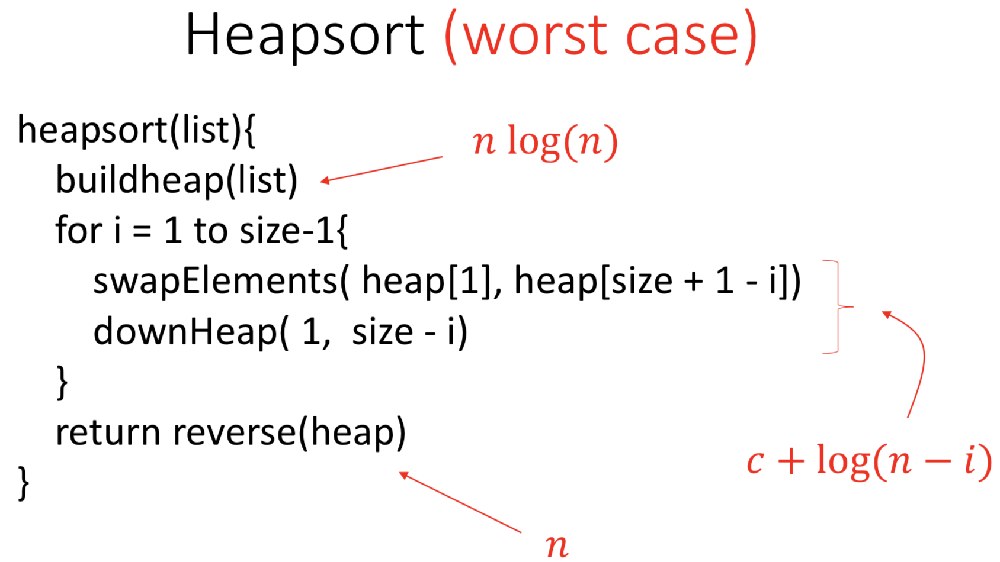 Heapsort (worst case)
heapsort(list){
n log(n)
buildheap(list)
for i = 1 to size-1{
swapElements( heap[1], heap[size + 1 - i])
downHeap( 1,  size - i)
}
return reverse(heap)
c + log(n − i)
}
n